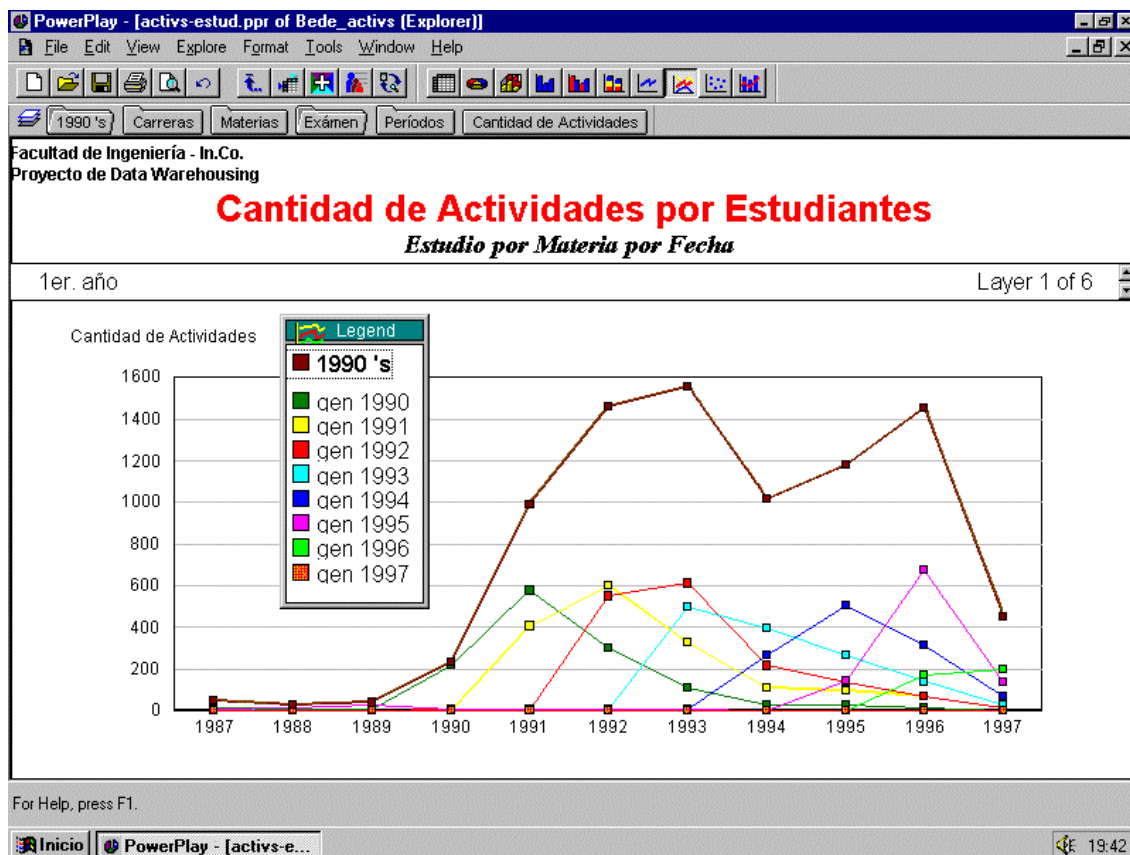 PowerPlay - [activs-estud.ppr of Bede_activs (Explorer)]
File Edit View Explore Format Tools Window Help
1990 's Carreras Materias Exámen Períodos Cantidad de Actividades
Facultad de Ingeniería - In.Co.
Proyecto de Data Warehousing
Cantidad de Actividades por Estudiantes
Estudio por Materia por Fecha
1er. año Layer 1 of 6
Cantidad de Actividades
Legend
1990 's
gen 1990
gen 1991
gen 1992
gen 1993
gen 1994
gen 1995
gen 1996
gen 1997
1600
1400
1200
1000
800
600
400
200
0
1987 1988 1989 1990 1991 1992 1993 1994 1995 1996 1997
For Help, press F1.
Inicio PowerPlay - [activs-e... 19:42